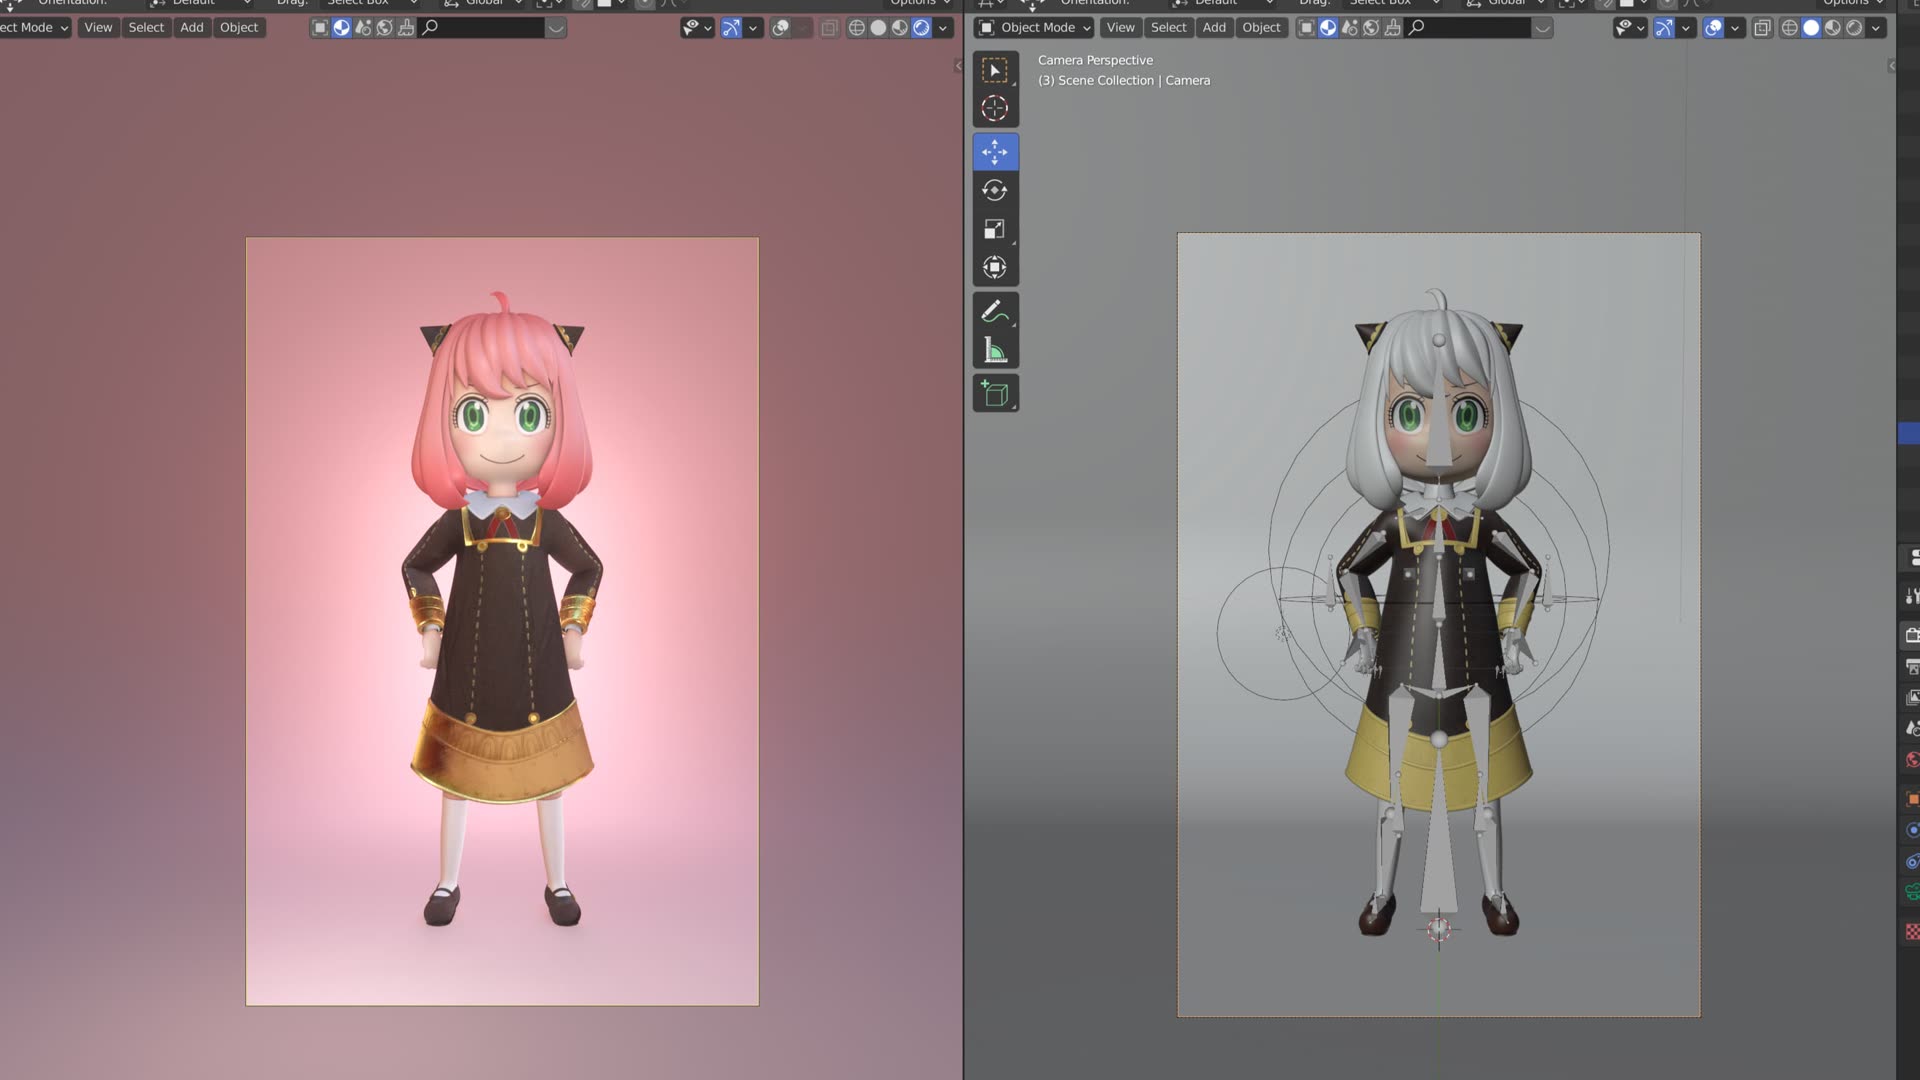 Orientation: Default Drag: Select Box Global Options
ect Mode View Select Add Object
Orientation: Default Drag: Select Box Global Options
Object Mode View Select Add Object
Camera Perspective
(3) Scene Collection | Camera